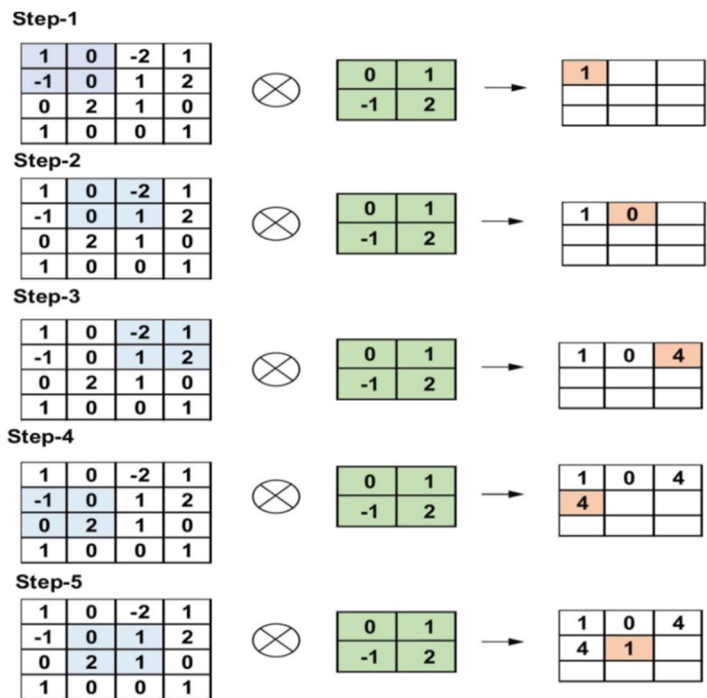 Step-1
1 0 -2 1 0 1 1
-1 0 1 2 -1 2
0 2 1 0
1 0 0 1
Step-2
1 0 -2 1 0 1 1 0
-1 0 1 2 -1 2
0 2 1 0
1 0 0 1
Step-3
1 0 -2 1 0 1 1 0 4
-1 0 1 2 -1 2
0 2 1 0
1 0 0 1
Step-4
1 0 -2 1 0 1 1 0 4
-1 0 1 2 -1 2 4
0 2 1 0
1 0 0 1
Step-5
1 0 -2 1 0 1 1 0 4
-1 0 1 2 -1 2 4 1
0 2 1 0
1 0 0 1